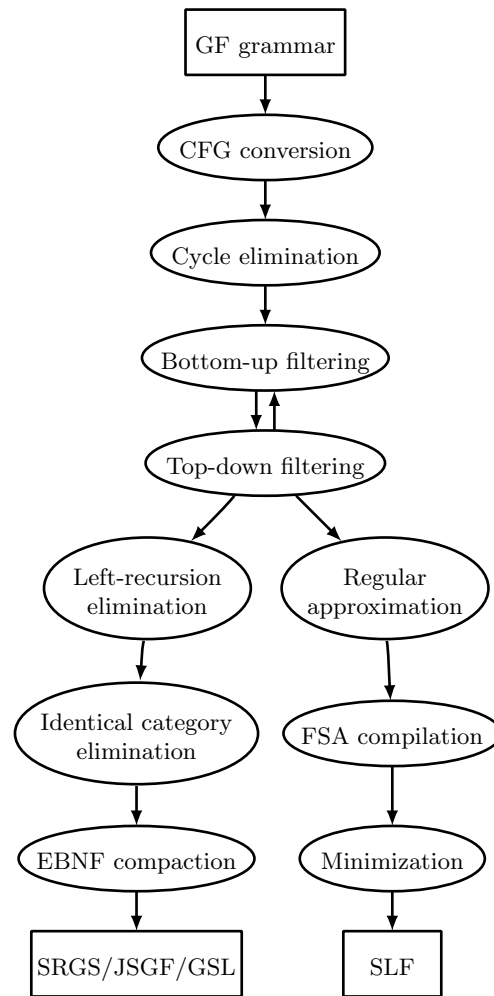 GF grammar
CFG conversion
Cycle elimination
Bottom-up filtering
Top-down filtering
Left-recursion
elimination
Regular
approximation
Identical category
elimination
FSA compilation
EBNF compaction
Minimization
SRGS/JSGF/GSL
SLF